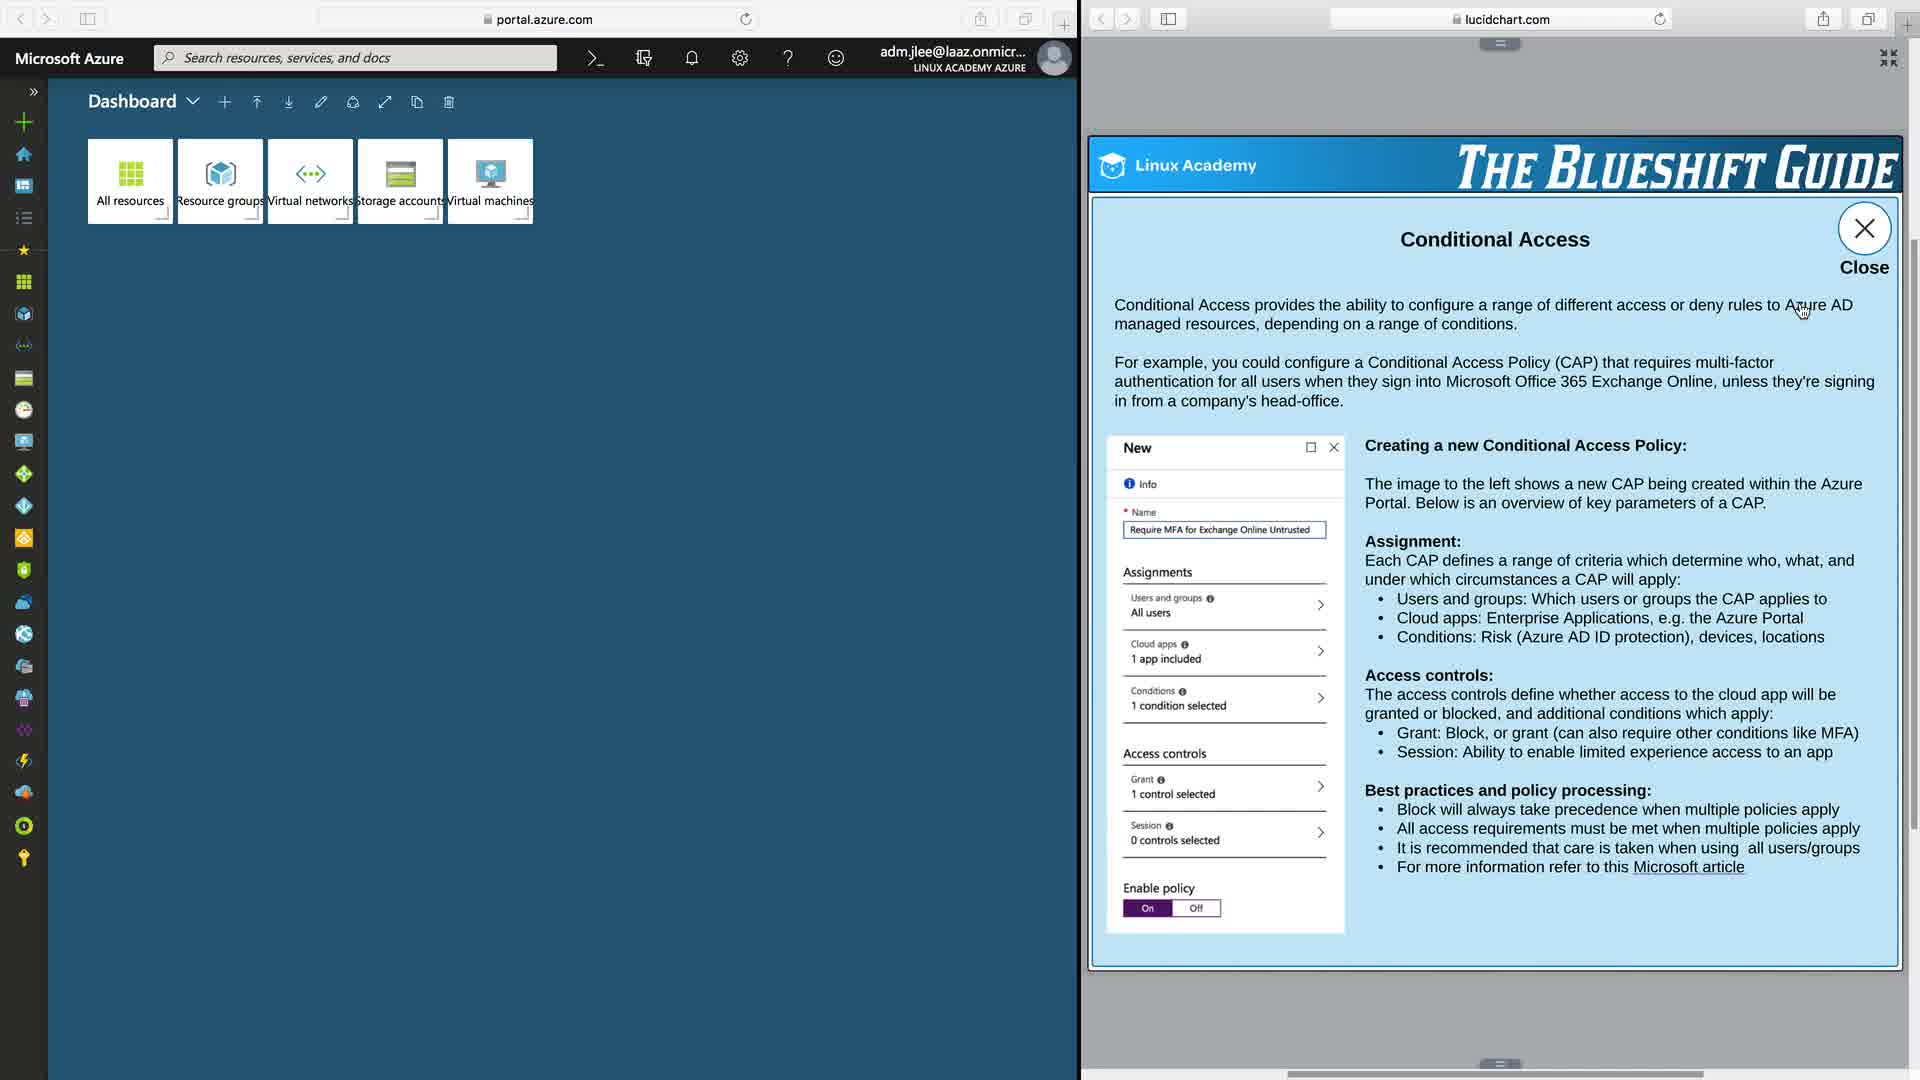 portal.azure.com
Microsoft Azure
Search resources, services, and docs
adm.jlee@laaz.onmicr...
LINUX ACADEMY AZURE
Dashboard
All resources
Resource groups
Virtual networks
Storage accounts
Virtual machines
lucidchart.com
Linux Academy
THE BLUESHIFT GUIDE
Conditional Access
Close
Conditional Access provides the ability to configure a range of different access or deny rules to Azure AD
managed resources, depending on a range of conditions.
For example, you could configure a Conditional Access Policy (CAP) that requires multi-factor
authentication for all users when they sign into Microsoft Office 365 Exchange Online, unless they're signing
in from a company's head-office.
New
Info
* Name
Require MFA for Exchange Online Untrusted
Assignments
Users and groups
All users
Cloud apps
1 app included
Conditions
1 condition selected
Access controls
Grant
1 control selected
Session
0 controls selected
Enable policy
On Off
Creating a new Conditional Access Policy:
The image to the left shows a new CAP being created within the Azure
Portal. Below is an overview of key parameters of a CAP.
Assignment:
Each CAP defines a range of criteria which determine who, what, and
under which circumstances a CAP will apply:
• Users and groups: Which users or groups the CAP applies to
• Cloud apps: Enterprise Applications, e.g. the Azure Portal
• Conditions: Risk (Azure AD ID protection), devices, locations
Access controls:
The access controls define whether access to the cloud app will be
granted or blocked, and additional conditions which apply:
• Grant: Block, or grant (can also require other conditions like MFA)
• Session: Ability to enable limited experience access to an app
Best practices and policy processing:
• Block will always take precedence when multiple policies apply
• All access requirements must be met when multiple policies apply
• It is recommended that care is taken when using  all users/groups
• For more information refer to this Microsoft article